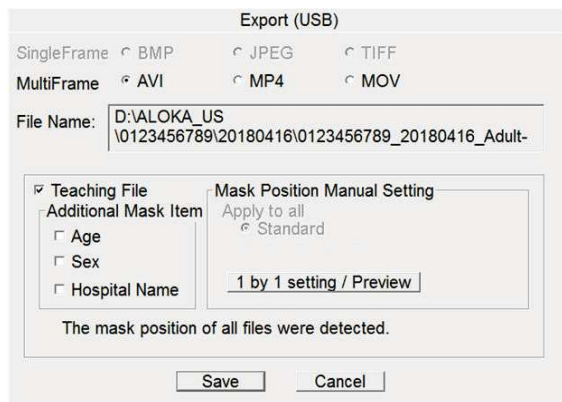 Export (USB)
SingleFrame BMP JPEG TIFF
MultiFrame AVI MP4 MOV
File Name: D:\ALOKA_US
\0123456789\20180416\0123456789_20180416_Adult-
Teaching File
Additional Mask Item
Age
Sex
Hospital Name
Mask Position Manual Setting
Apply to all
Standard
1 by 1 setting / Preview
The mask position of all files were detected.
Save Cancel